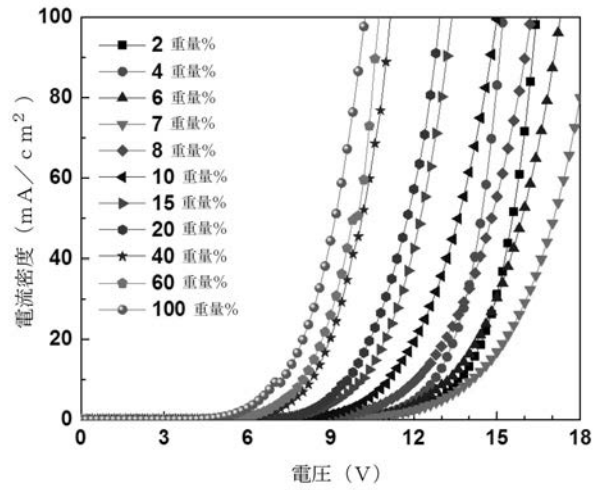 100
80
60
40
20
0
電流密度 (mA/cm²)
2 重量%
4 重量%
6 重量%
7 重量%
8 重量%
10 重量%
15 重量%
20 重量%
40 重量%
60 重量%
100 重量%
0 3 6 9 12 15 18
電圧 (V)